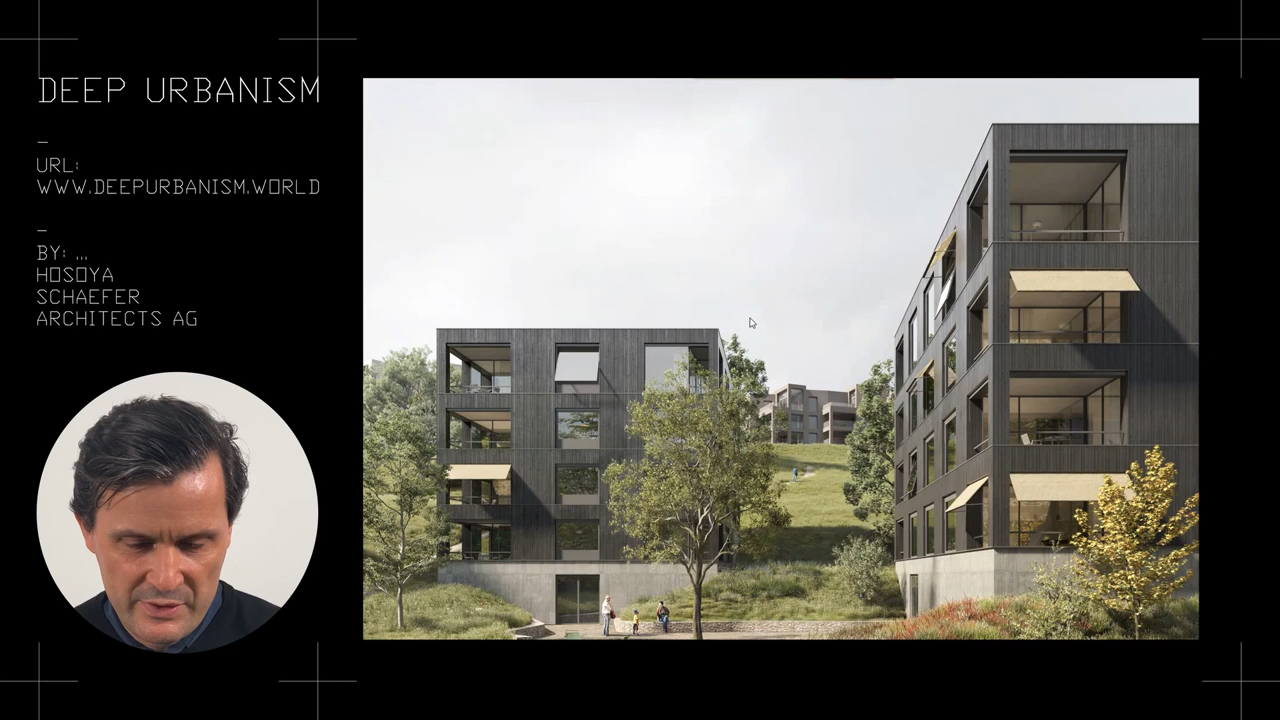 DEEP URBANISM
–
URL:
WWW.DEEPURBANISM.WORLD
–
BY: ...
HOSOYA
SCHAEFER
ARCHITECTS AG